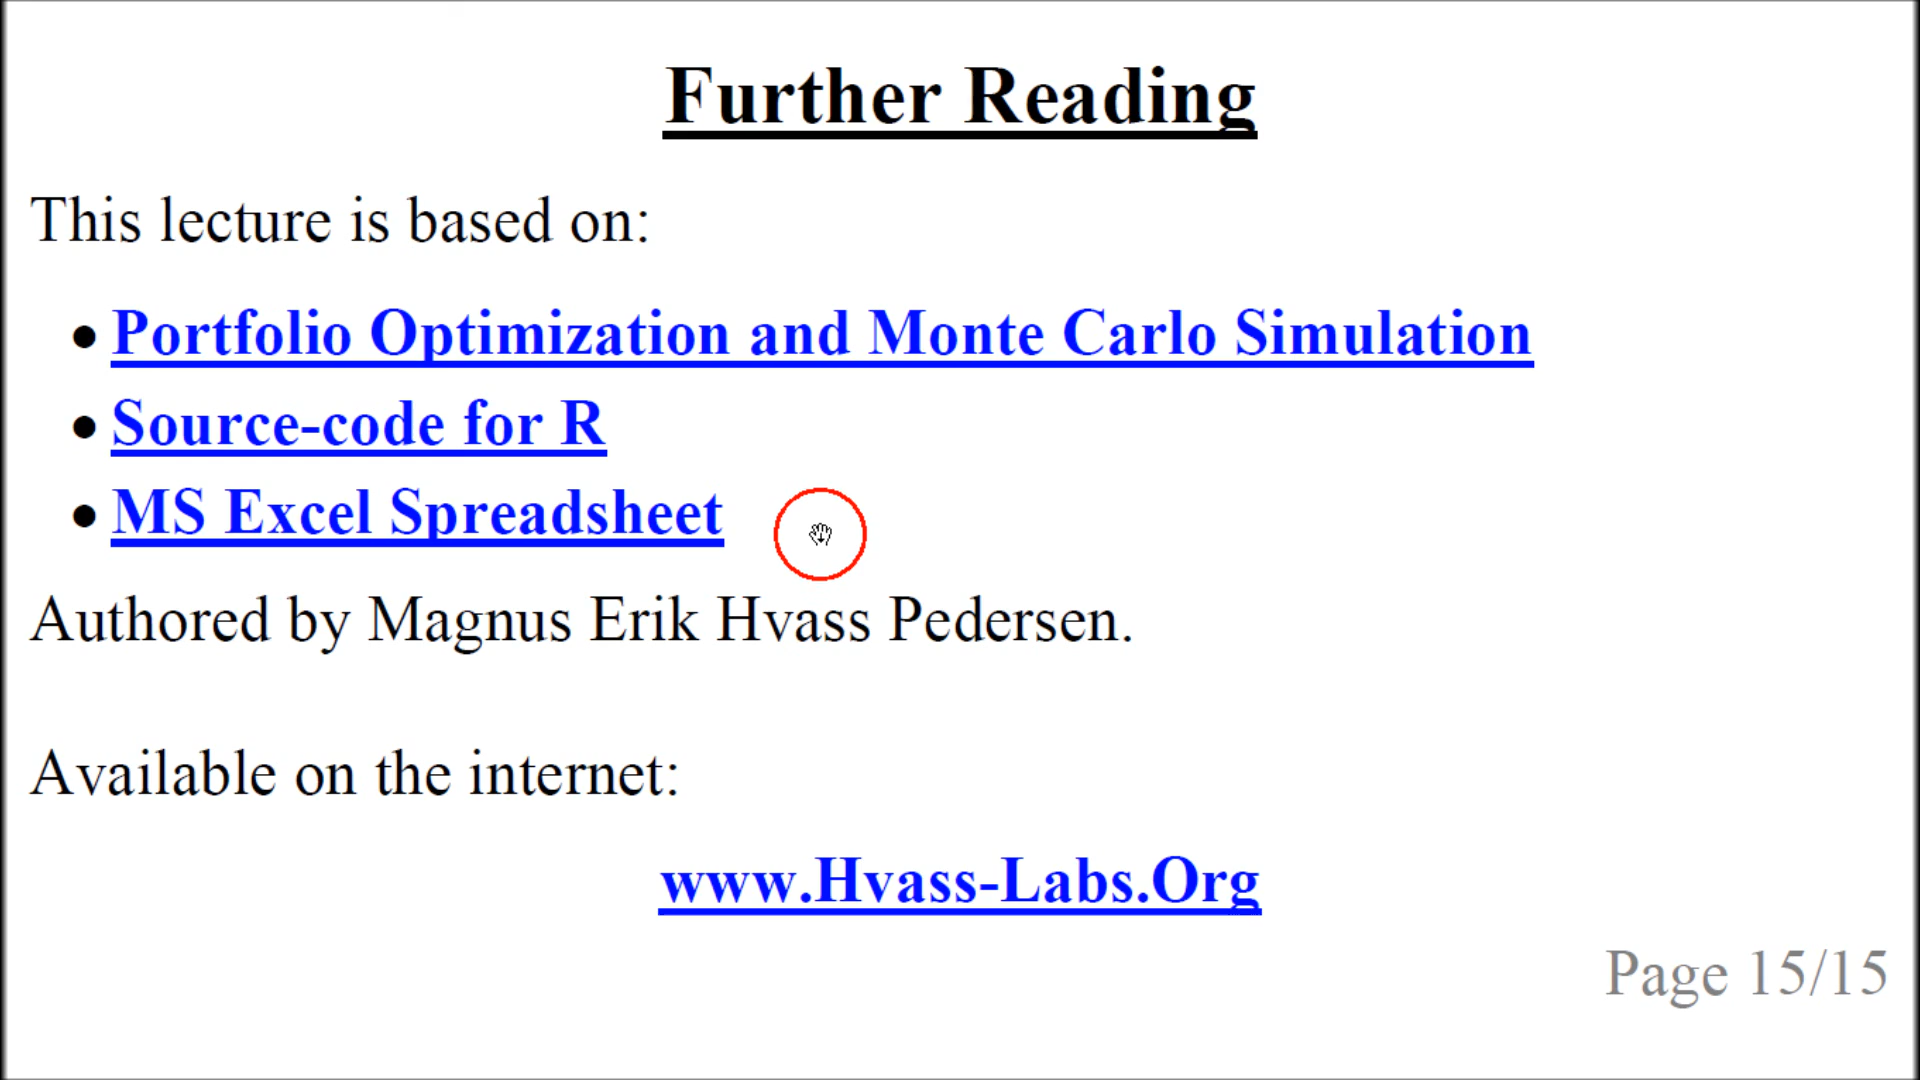 Further Reading
This lecture is based on:
• Portfolio Optimization and Monte Carlo Simulation
• Source-code for R
• MS Excel Spreadsheet
Authored by Magnus Erik Hvass Pedersen.
Available on the internet:
www.Hvass-Labs.Org
Page 15/15